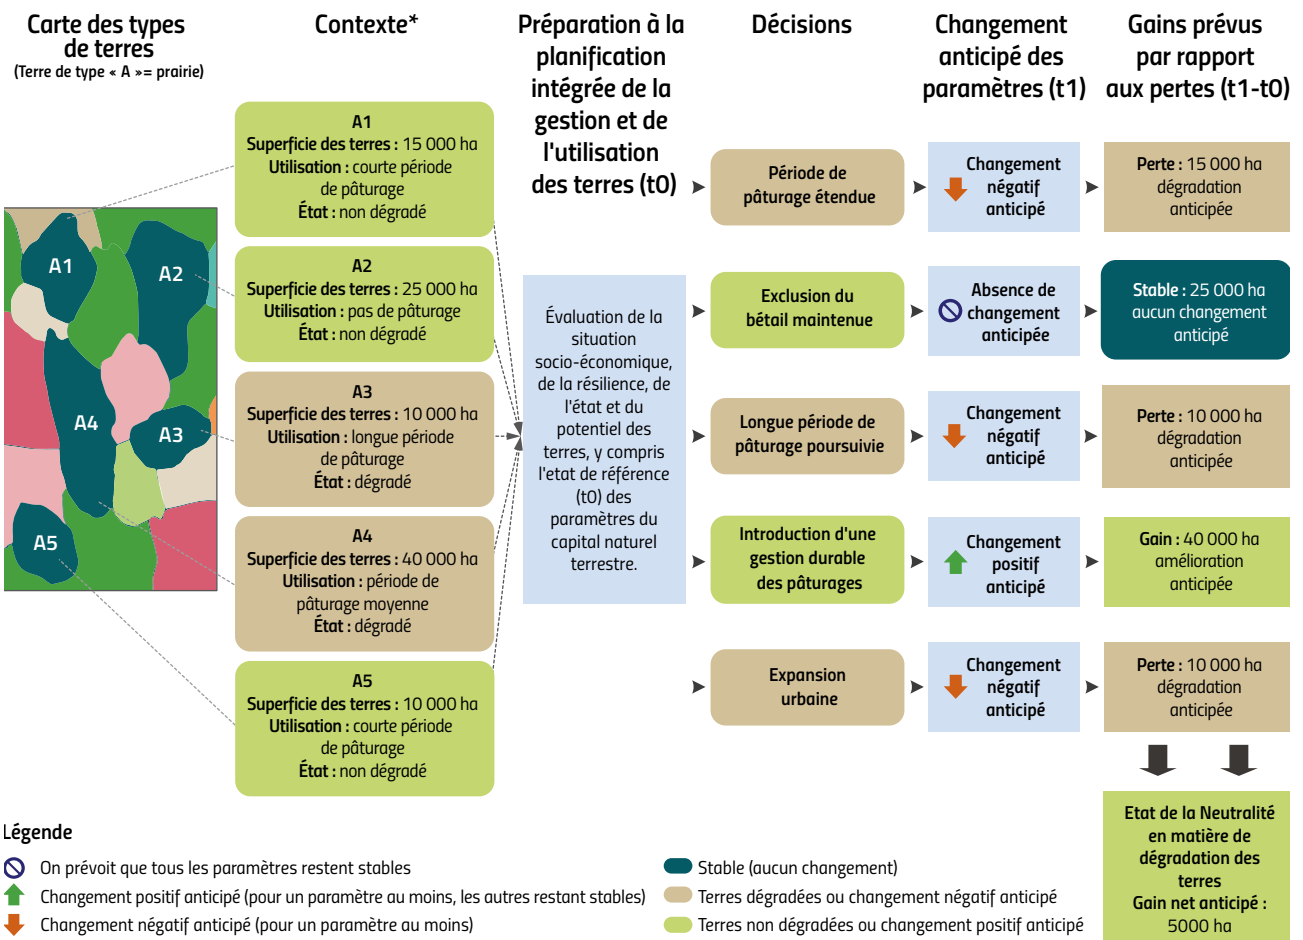 Carte des types
de terres
(Terre de type « A »= prairie)
Contexte*
Préparation à la
planification
intégrée de la
gestion et de
l'utilisation
des terres (t0)
Décisions
Changement
anticipé des
paramètres (t1)
Gains prévus
par rapport
aux pertes (t1-t0)
A1
A2
A4
A3
A5
A1
Superficie des terres : 15 000 ha
Utilisation : courte période
de pâturage
État : non dégradé
A2
Superficie des terres : 25 000 ha
Utilisation : pas de pâturage
État : non dégradé
A3
Superficie des terres : 10 000 ha
Utilisation : longue période
de pâturage
État : dégradé
A4
Superficie des terres : 40 000 ha
Utilisation : période de
pâturage moyenne
État : dégradé
A5
Superficie des terres : 10 000 ha
Utilisation : courte période
de pâturage
État : non dégradé
Évaluation de la
situation
socio-économique,
de la résilience, de
l'état et du
potentiel des
terres, y compris
l'etat de référence
(t0) des
paramètres du
capital naturel
terrestre.
Période de
pâturage étendue
Changement
négatif
anticipé
Perte : 15 000 ha
dégradation
anticipée
Exclusion du
bétail maintenue
Absence de
changement
anticipée
Stable : 25 000 ha
aucun changement
anticipé
Longue période de
pâturage poursuivie
Changement
négatif
anticipé
Perte : 10 000 ha
dégradation
anticipée
Introduction d'une
gestion durable
des pâturages
Changement
positif
anticipé
Gain : 40 000 ha
amélioration
anticipée
Expansion
urbaine
Changement
négatif
anticipé
Perte : 10 000 ha
dégradation
anticipée
Etat de la Neutralité
en matière de
dégradation des
terres
Gain net anticipé :
5000 ha
Légende
On prévoit que tous les paramètres restent stables
Changement positif anticipé (pour un paramètre au moins, les autres restant stables)
Changement négatif anticipé (pour un paramètre au moins)
Stable (aucun changement)
Terres dégradées ou changement négatif anticipé
Terres non dégradées ou changement positif anticipé